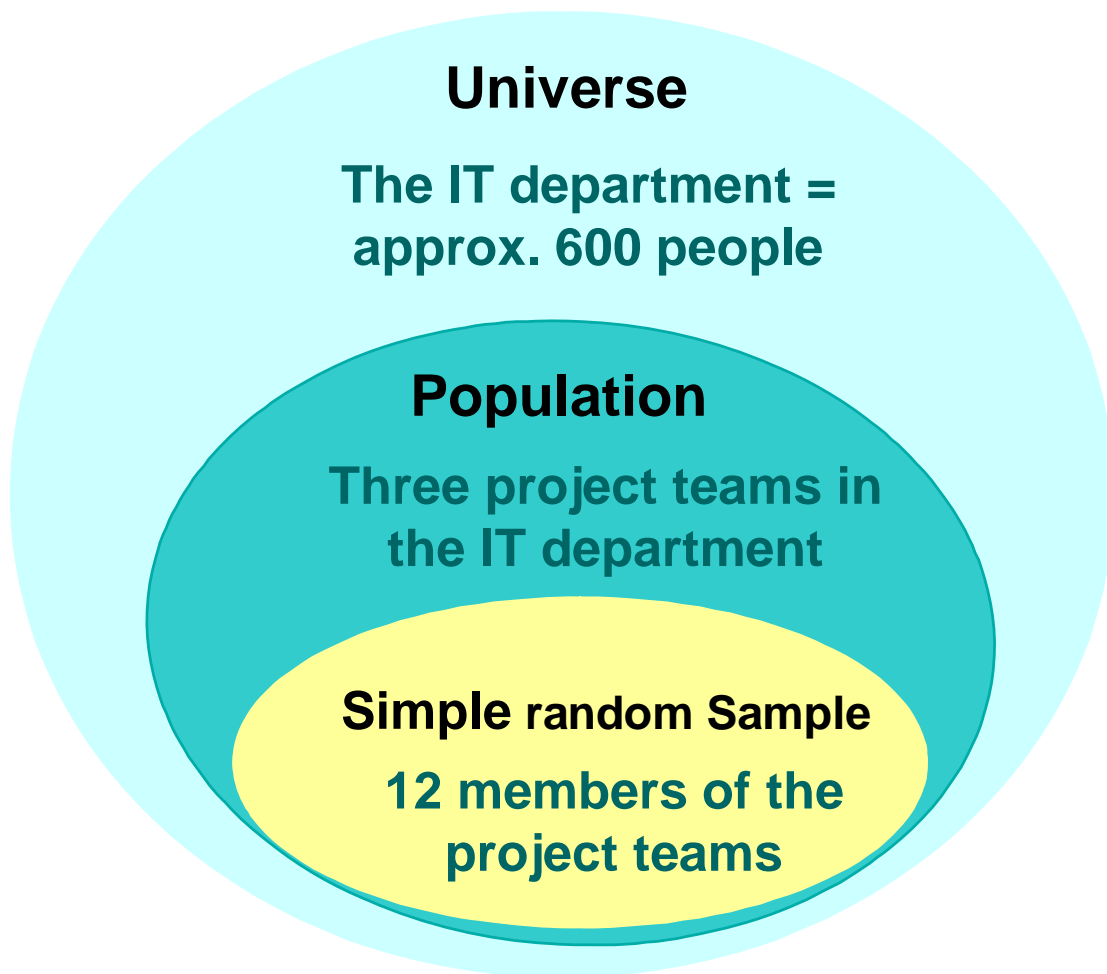 Universe
The IT department =
approx. 600 people
Population
Three project teams in
the IT department
Simple random Sample
12 members of the
project teams